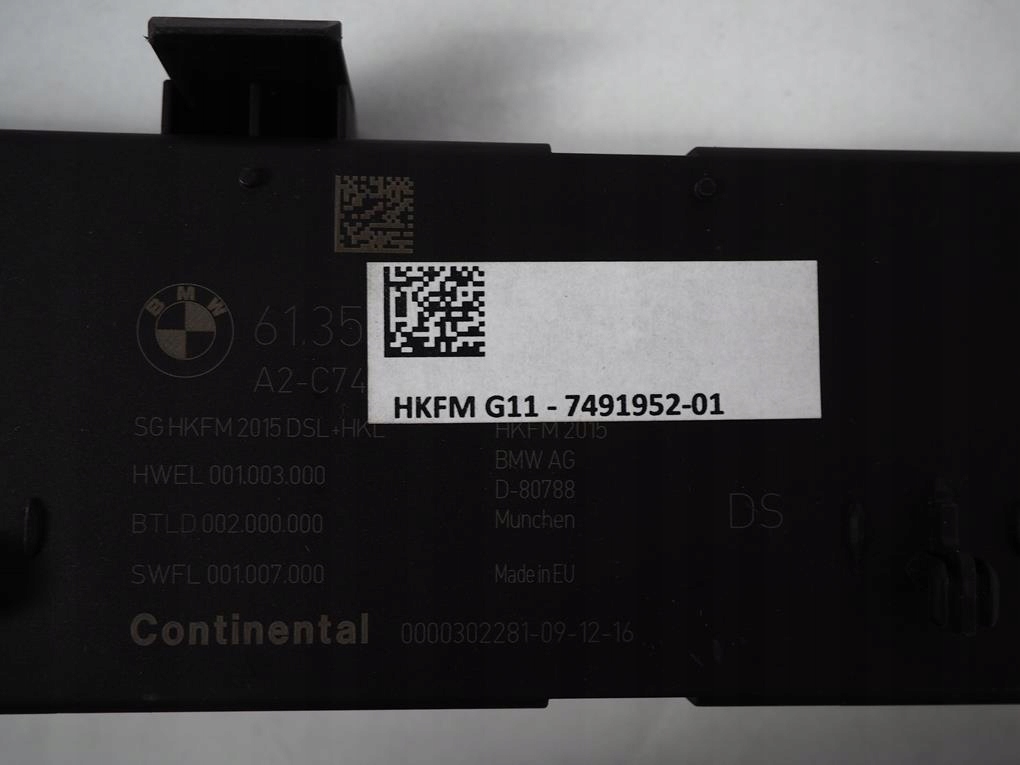 BMW
61.35
A2-C74
HKFM G11 - 7491952-01
SG HKFM 2015 DSL+HKL
HKFM 2015
HWEL 001.003.000
BMW AG
D-80788
BTLD 002.000.000
Munchen
DS
SWFL 001.007.000
Made in EU
Continental 0000302281-09-12-16